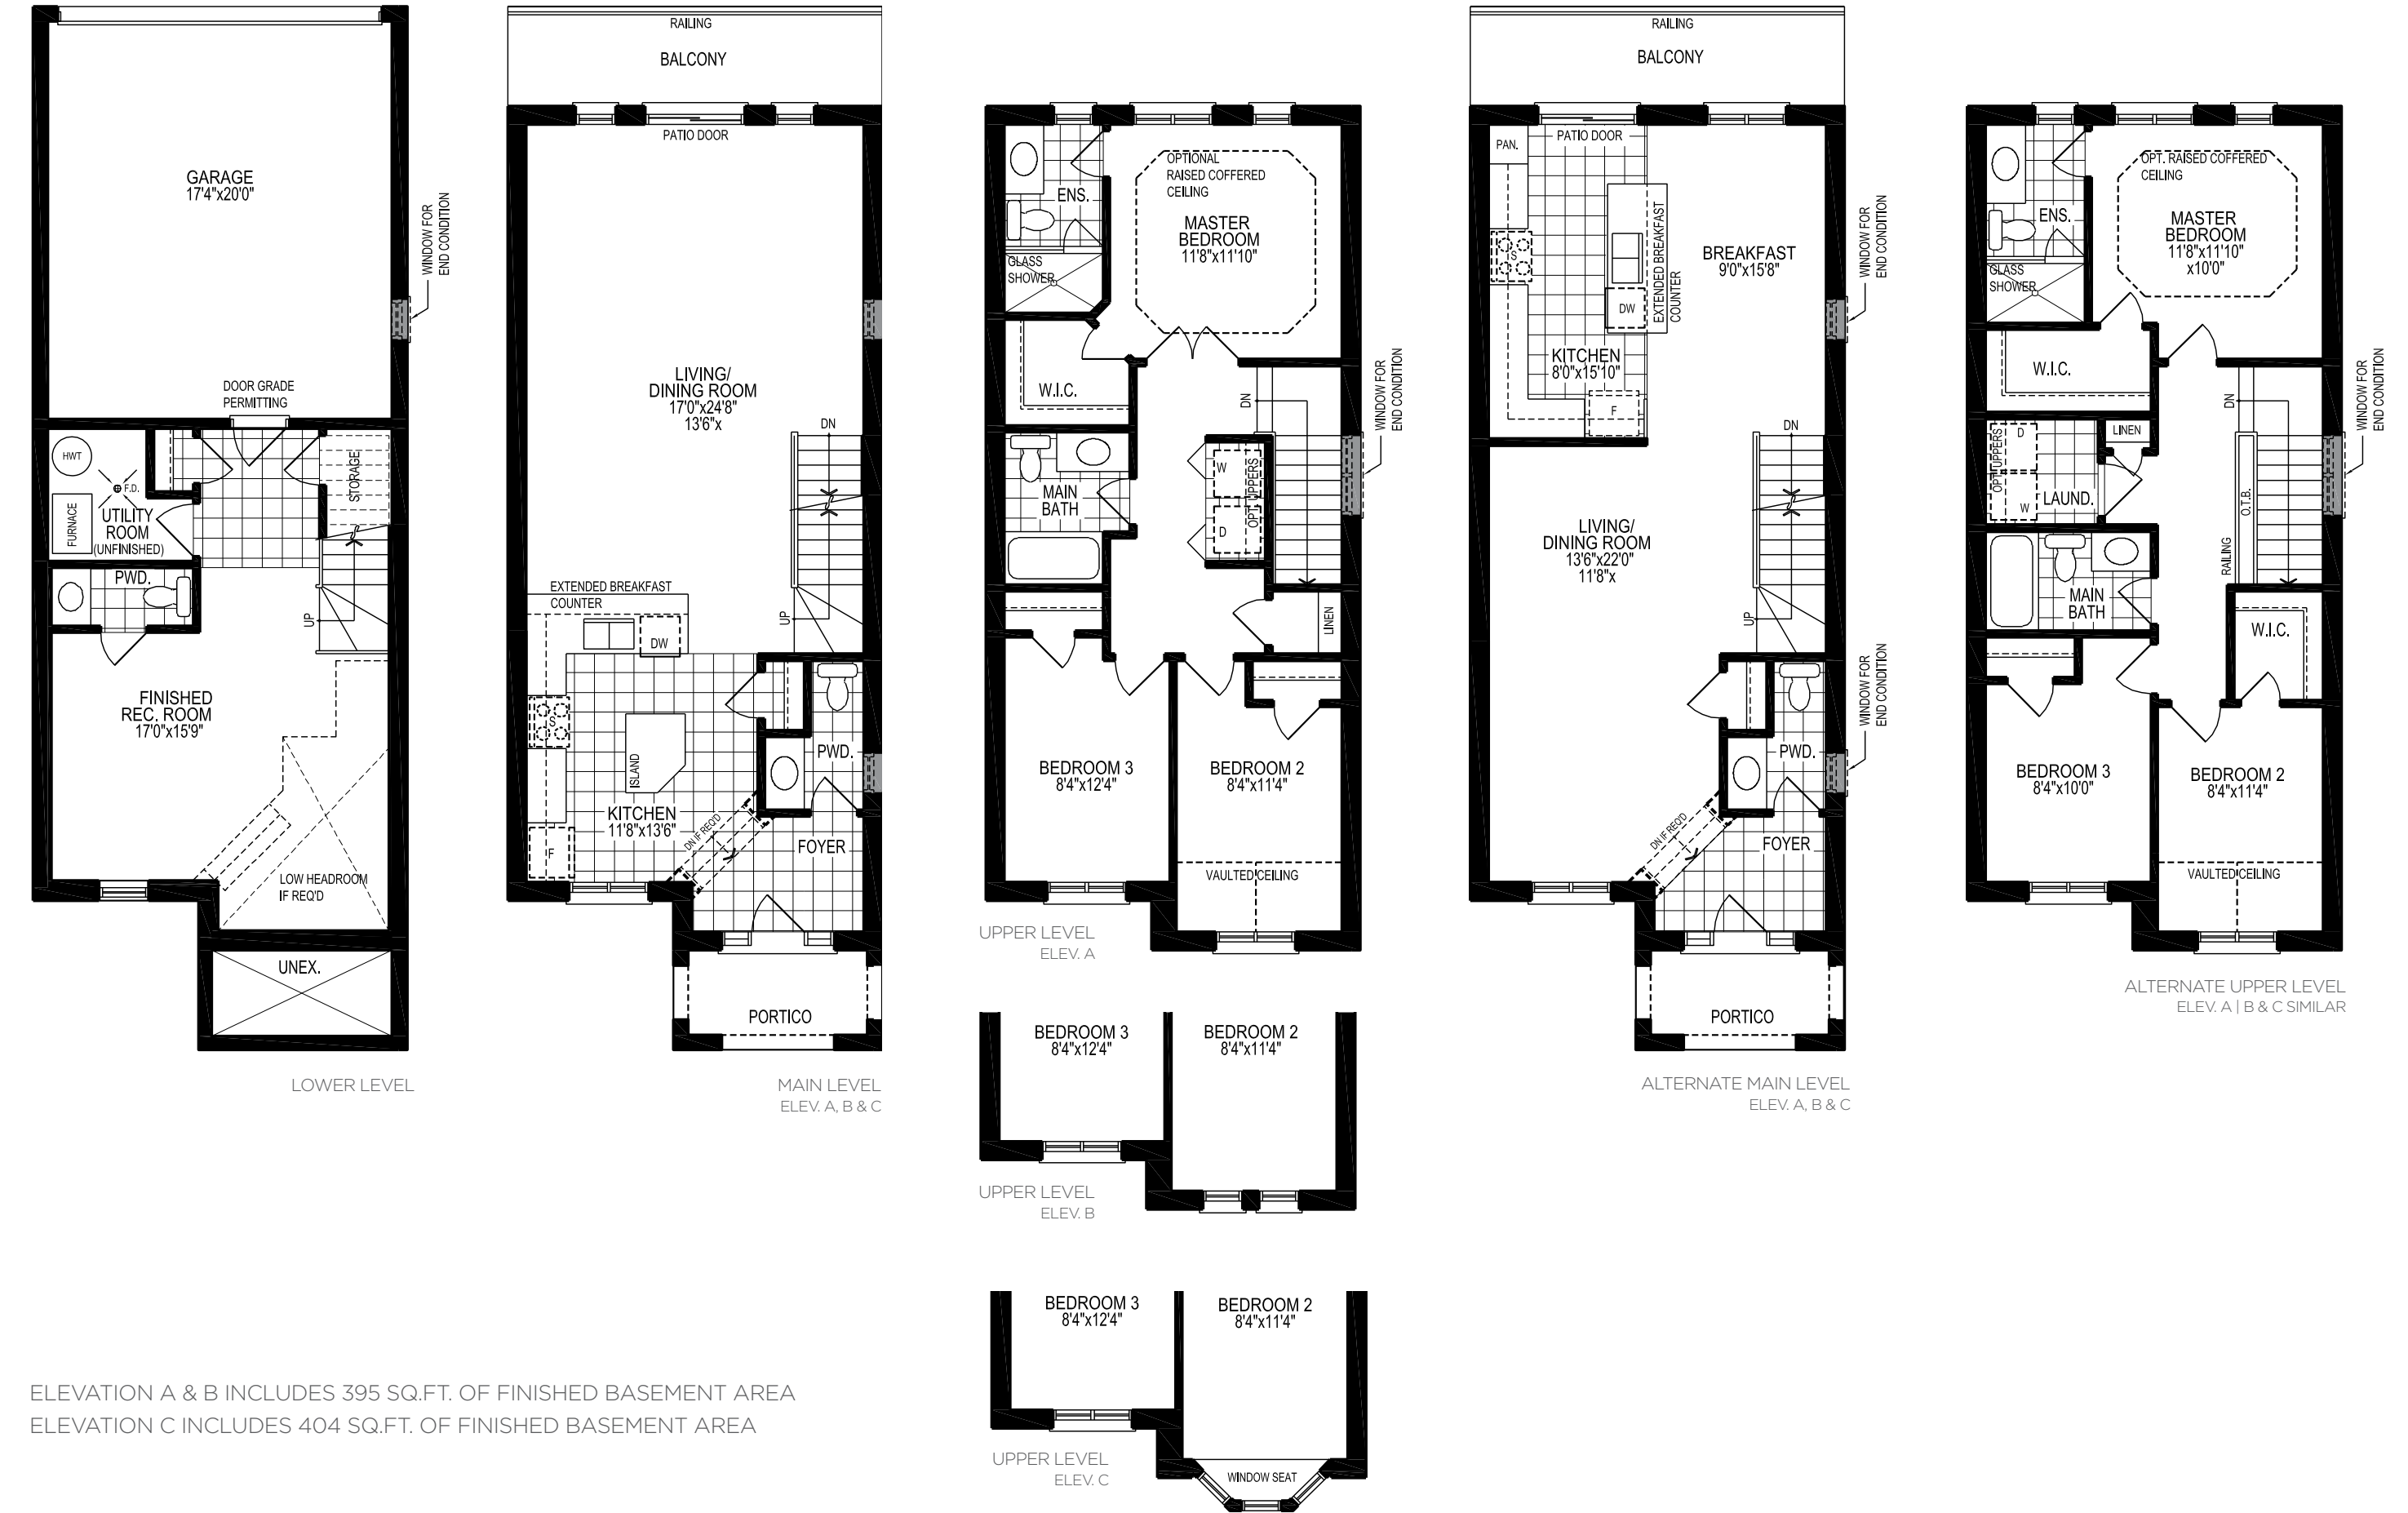 GARAGE
17'4"x20'0"
WINDOW FOR
END CONDITION
DOOR GRADE
PERMITTING
HWT
F.D.
FURNACE
UTILITY
ROOM
(UNFINISHED)
STORAGE
PWD.
UP
FINISHED
REC. ROOM
17'0"x15'9"
LOW HEADROOM
IF REQ'D
UNEX.
LOWER LEVEL
RAILING
BALCONY
PATIO DOOR
LIVING/
DINING ROOM
17'0"x24'8"
13'6"x
DN
UP
EXTENDED BREAKFAST
COUNTER
DW
S
ISLAND
KITCHEN
11'8"x13'6"
F
PWD.
DN IF REQ'D
FOYER
PORTICO
MAIN LEVEL
ELEV. A, B & C
OPTIONAL
RAISED COFFERED
CEILING
ENS.
MASTER
BEDROOM
11'8"x11'10"
GLASS
SHOWER
W.I.C.
DN
WINDOW FOR
END CONDITION
W
OPT. UPPERS
D
MAIN
BATH
LINEN
BEDROOM 3
8'4"x12'4"
BEDROOM 2
8'4"x11'4"
VAULTED CEILING
UPPER LEVEL
ELEV. A
BEDROOM 3
8'4"x12'4"
BEDROOM 2
8'4"x11'4"
UPPER LEVEL
ELEV. B
BEDROOM 3
8'4"x12'4"
BEDROOM 2
8'4"x11'4"
WINDOW SEAT
UPPER LEVEL
ELEV. C
RAILING
BALCONY
PAN.
PATIO DOOR
S
DW
EXTENDED BREAKFAST
COUNTER
BREAKFAST
9'0"x15'8"
WINDOW FOR
END CONDITION
KITCHEN
8'0"x15'10"
F
DN
LIVING/
DINING ROOM
13'6"x22'0"
11'8"x
UP
WINDOW FOR
END CONDITION
PWD.
DN IF REQ'D
FOYER
PORTICO
ALTERNATE MAIN LEVEL
ELEV. A, B & C
OPT. RAISED COFFERED
CEILING
ENS.
MASTER
BEDROOM
11'8"x11'10"
x10'0"
GLASS
SHOWER
W.I.C.
DN
WINDOW FOR
END CONDITION
OPT. UPPERS
D
W
LINEN
LAUND.
O.T.B.
RAILING
MAIN
BATH
W.I.C.
BEDROOM 3
8'4"x10'0"
BEDROOM 2
8'4"x11'4"
VAULTED CEILING
ALTERNATE UPPER LEVEL
ELEV. A | B & C SIMILAR
ELEVATION A & B INCLUDES 395 SQ.FT. OF FINISHED BASEMENT AREA
ELEVATION C INCLUDES 404 SQ.FT. OF FINISHED BASEMENT AREA